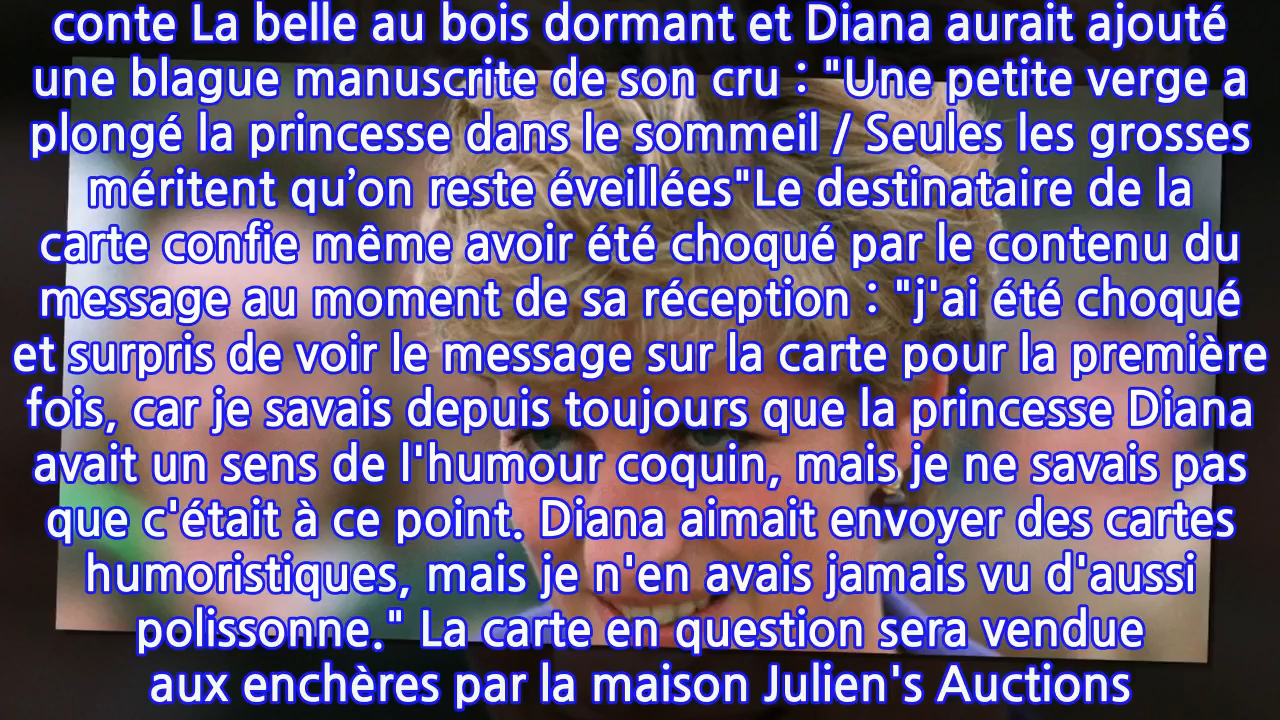 conte La belle au bois dormant et Diana aurait ajouté
une blague manuscrite de son cru : "Une petite verge a
plongé la princesse dans le sommeil / Seules les grosses
méritent qu’on reste éveillées"Le destinataire de la
carte confie même avoir été choqué par le contenu du
message au moment de sa réception : "j'ai été choqué
et surpris de voir le message sur la carte pour la première
fois, car je savais depuis toujours que la princesse Diana
avait un sens de l'humour coquin, mais je ne savais pas
que c'était à ce point. Diana aimait envoyer des cartes
humoristiques, mais je n'en avais jamais vu d'aussi
polissonne." La carte en question sera vendue
aux enchères par la maison Julien's Auctions